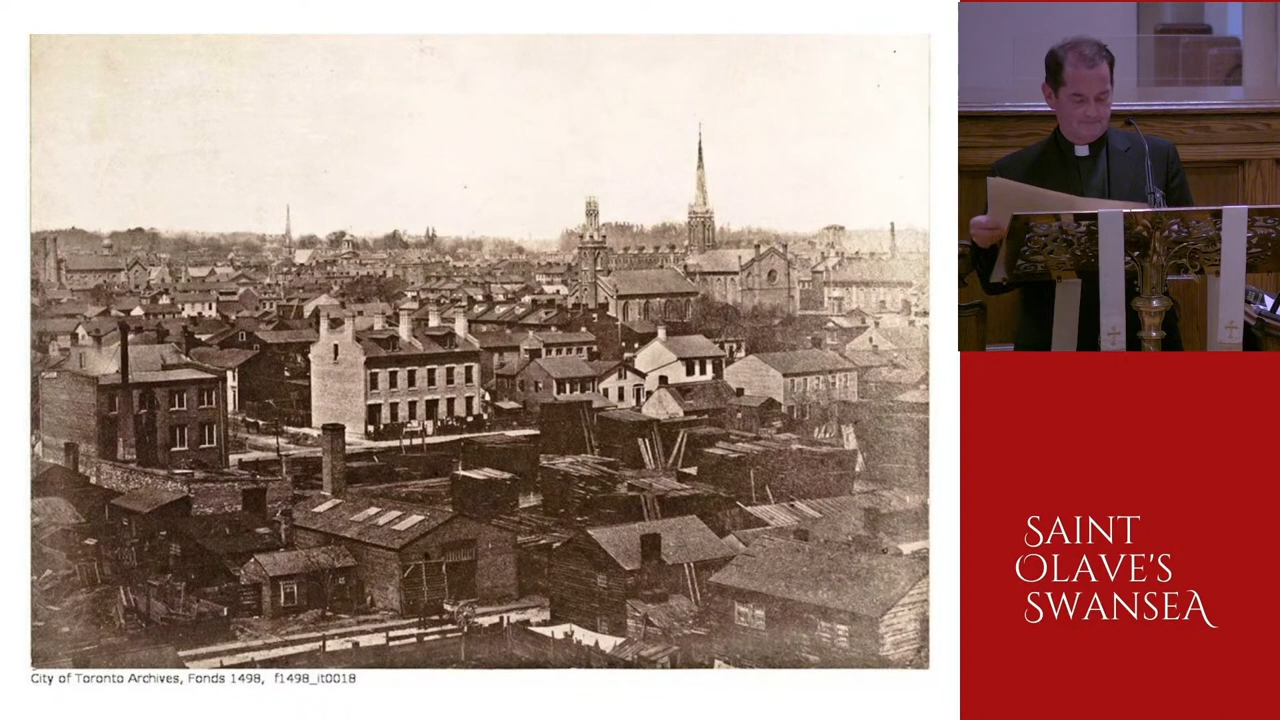 City of Toronto Archives, Fonds 1498, f1498_it0018
SAINT
OLAVE'S
SWANSEA